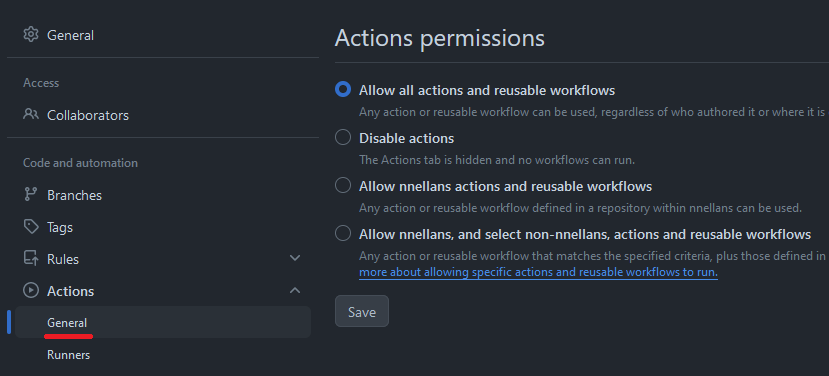 General
Access
Collaborators
Code and automation
Branches
Tags
Rules
Actions
General
Runners
Actions permissions
Allow all actions and reusable workflows
Any action or reusable workflow can be used, regardless of who authored it or where it is
Disable actions
The Actions tab is hidden and no workflows can run.
Allow nnellans actions and reusable workflows
Any action or reusable workflow defined in a repository within nnellans can be used.
Allow nnellans, and select non-nnellans, actions and reusable workflows
Any action or reusable workflow that matches the specified criteria, plus those defined in
more about allowing specific actions and reusable workflows to run.
Save